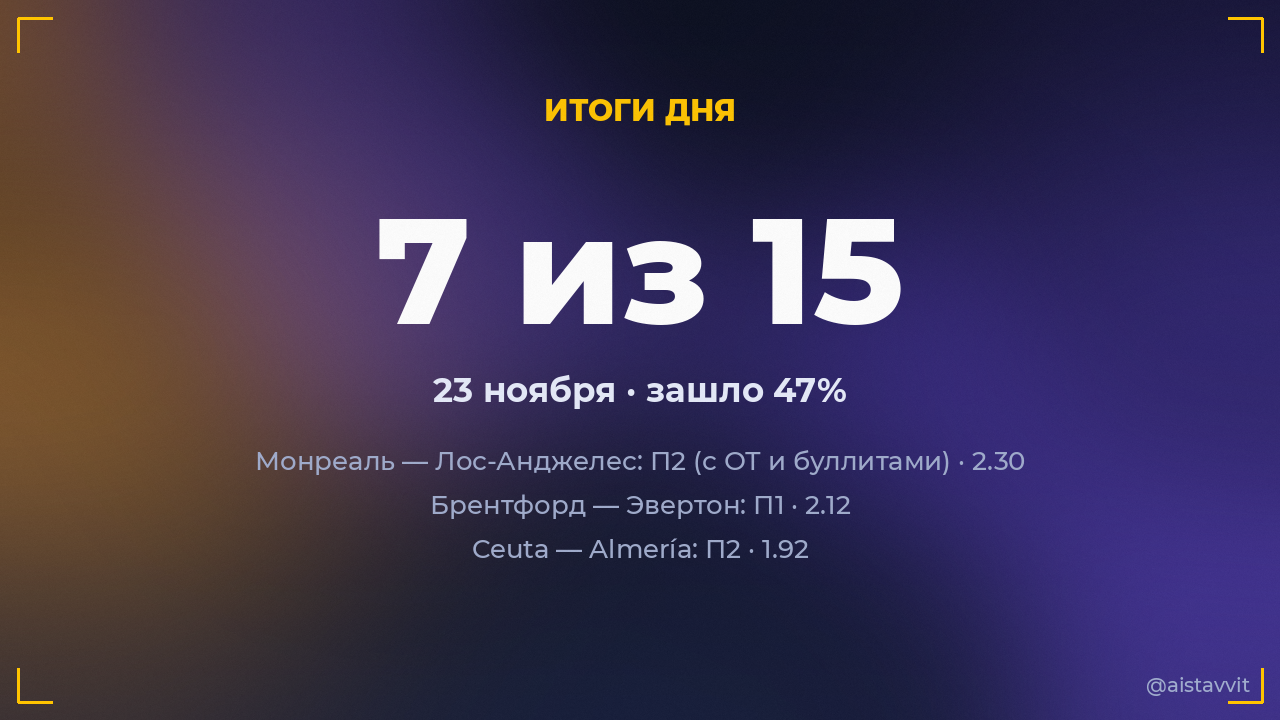 ИТОГИ ДНЯ
7 из 15
23 ноября · зашло 47%
Монреаль — Лос-Анджелес: П2 (с ОТ и буллитами) · 2.30
Брентфорд — Эвертон: П1 · 2.12
Ceuta — Almería: П2 · 1.92
@aistavvit